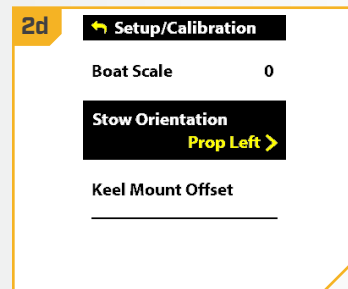 2d
Setup/Calibration
Boat Scale 0
Stow Orientation
Prop Left >
Keel Mount Offset